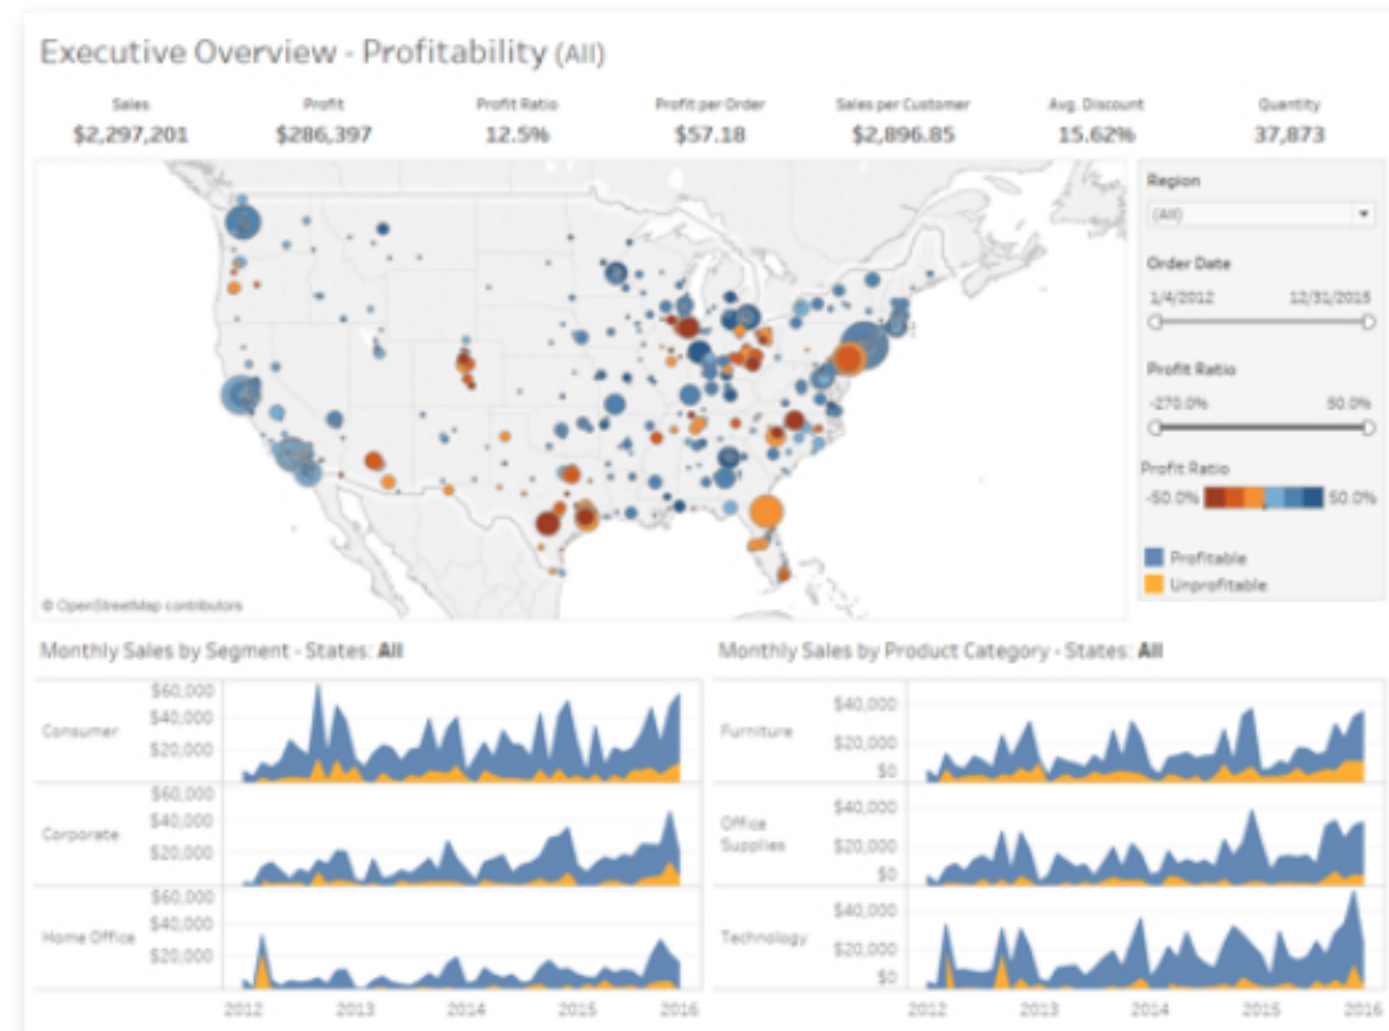 Executive Overview - Profitability (All)
Sales Profit Profit Ratio Profit per Order Sales per Customer Avg. Discount Quantity
$2,297,201 $286,397 12.5% $57.18 $2,896.85 15.62% 37,873
Region
(All)
Order Date
1/4/2012 12/31/2015
Profit Ratio
-270.0% 50.0%
Profit Ratio
-50.0% 50.0%
Profitable
Unprofitable
© OpenStreetMap contributors
Monthly Sales by Segment - States: All
$60,000
Consumer
$40,000
$20,000
$60,000
Corporate
$40,000
$20,000
$60,000
Home Office
$40,000
$20,000
2012 2013 2014 2015 2016
Monthly Sales by Product Category - States: All
Furniture
$40,000
$20,000
$0
Office
Supplies
$40,000
$20,000
$0
Technology
$40,000
$20,000
$0
2012 2013 2014 2015 2016